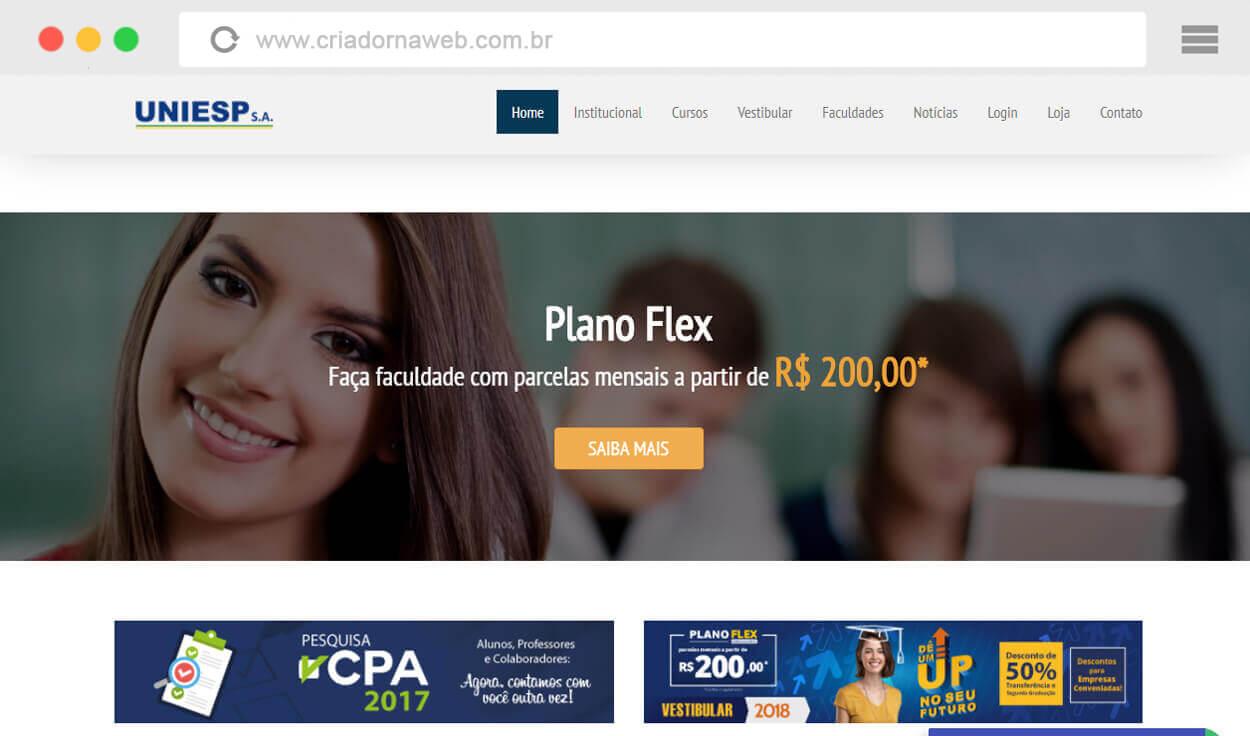 www.criadornaweb.com.br
UNIESP S.A.
Home Institucional Cursos Vestibular Faculdades Notícias Login Loja Contato
Plano Flex
Faça faculdade com parcelas mensais a partir de R$ 200,00*
SAIBA MAIS
PESQUISA
CPA
2017
Alunos, Professores
e Colaboradores:
Agora, contamos com
você outra vez!
PLANO FLEX
parcelas mensais a partir de
R$ 200,00*
VESTIBULAR 2018
DÊ
UM
UP
NO SEU
FUTURO
Desconto de
50%
Transferência e
Segunda Graduação
Descontos
para
Empresas
Conveniadas!